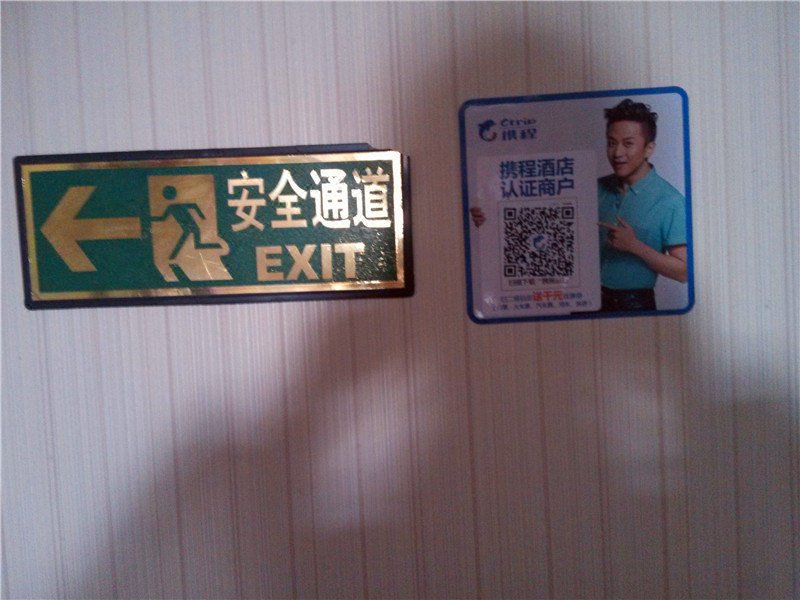 安全通道
EXIT
Ctrip
携程
携程酒店
认证商户